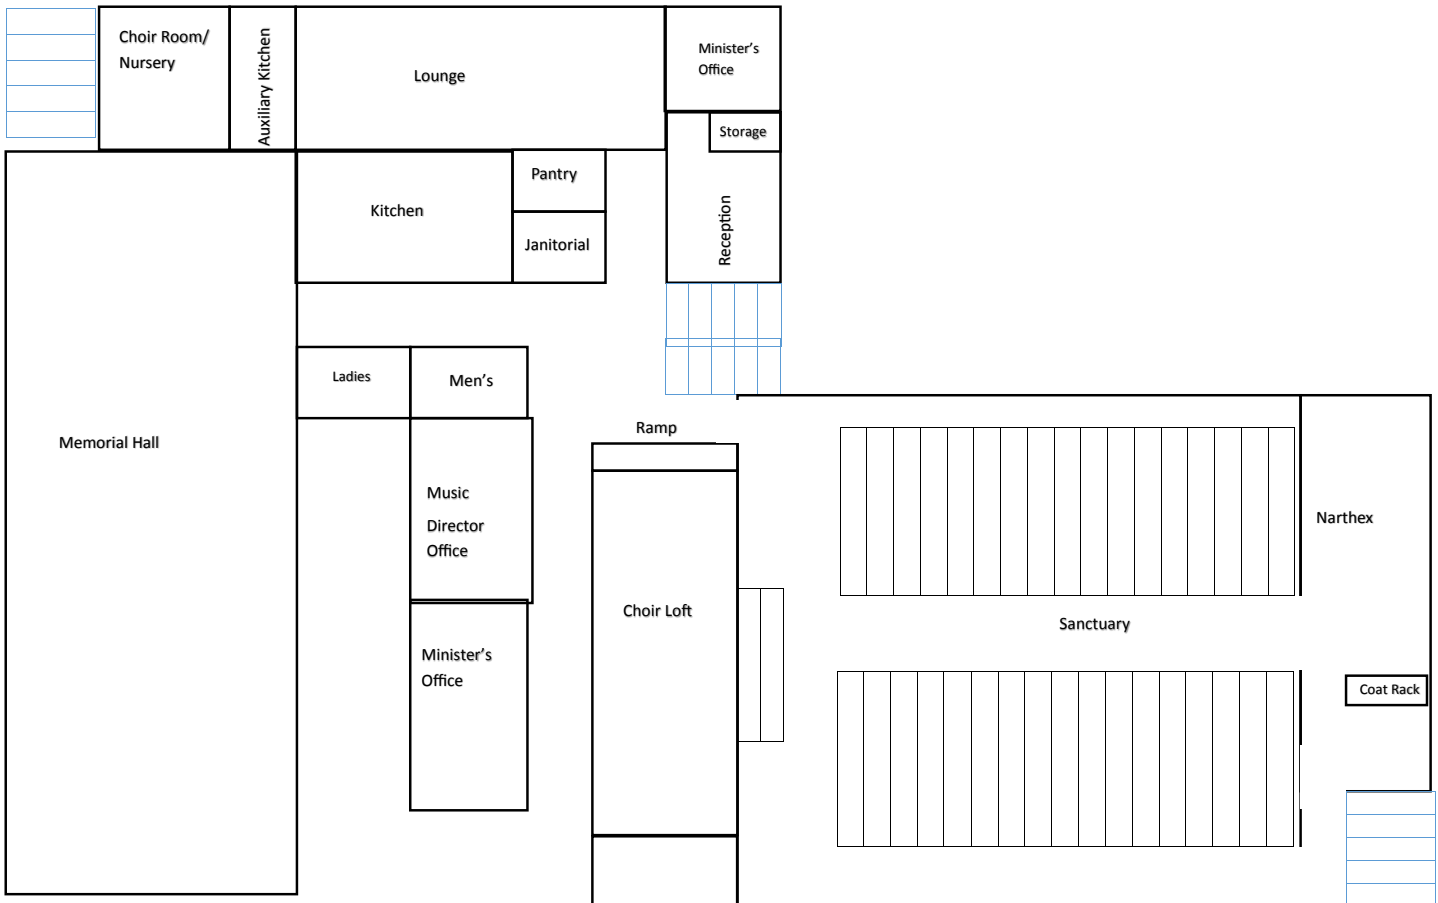 Choir Room/
Nursery
Auxiliary Kitchen
Lounge
Minister’s
Office
Storage
Reception
Pantry
Kitchen
Janitorial
Ladies
Men’s
Memorial Hall
Ramp
Music
Director
Office
Choir Loft
Minister’s
Office
Narthex
Sanctuary
Coat Rack